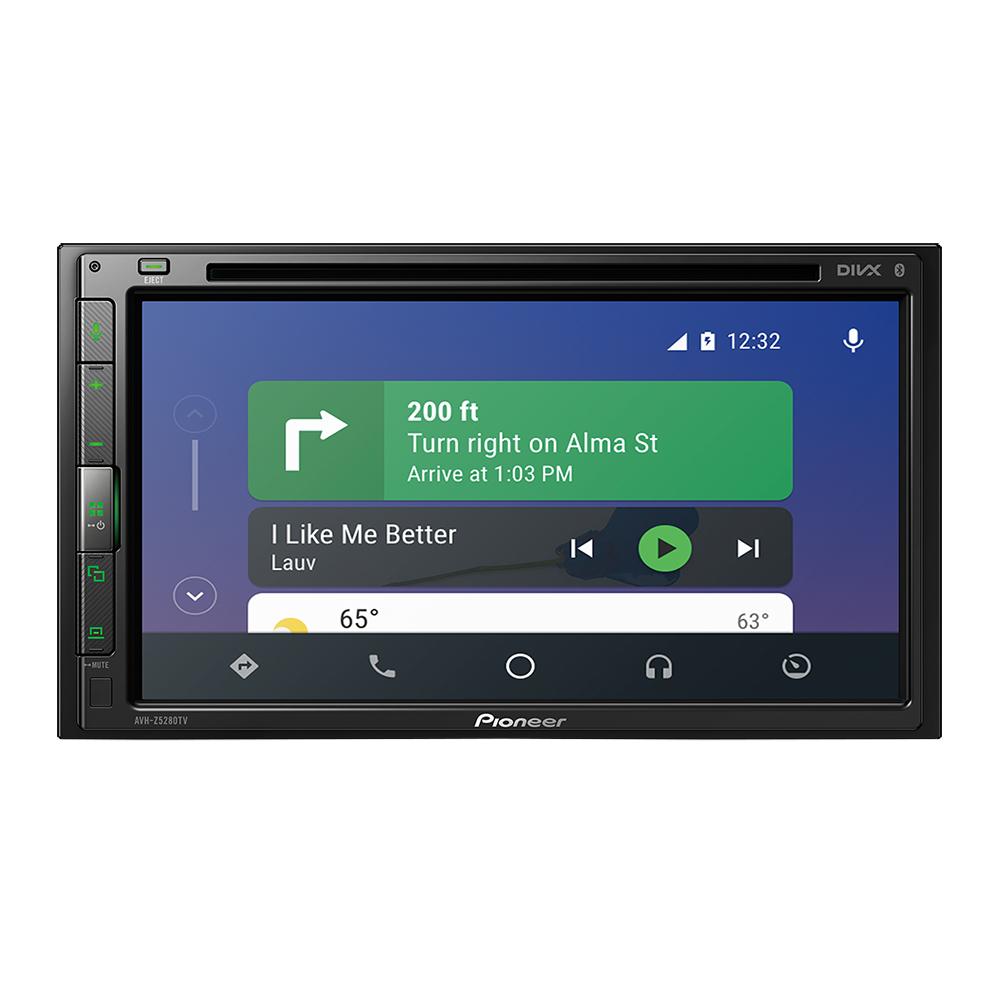 EJECT
DIVX
12:32
200 ft
Turn right on Alma St
Arrive at 1:03 PM
I Like Me Better
Lauv
65°
63°
MUTE
AVH-Z5280TV
Pioneer